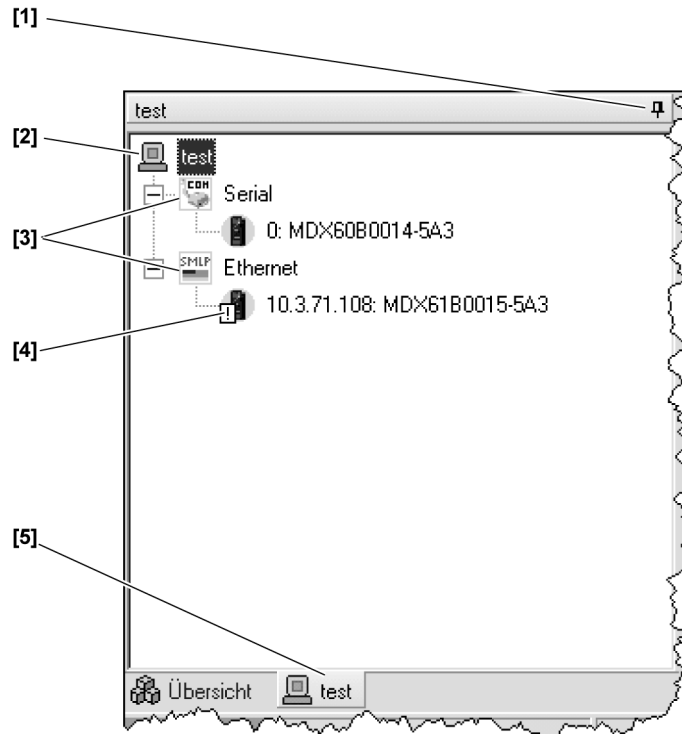 [1]
test
[2]
test
COM
Serial
0: MDX60B0014-5A3
[3]
SMLP
Ethernet
10.3.71.108: MDX61B0015-5A3
!
[4]
[5]
Übersicht
test